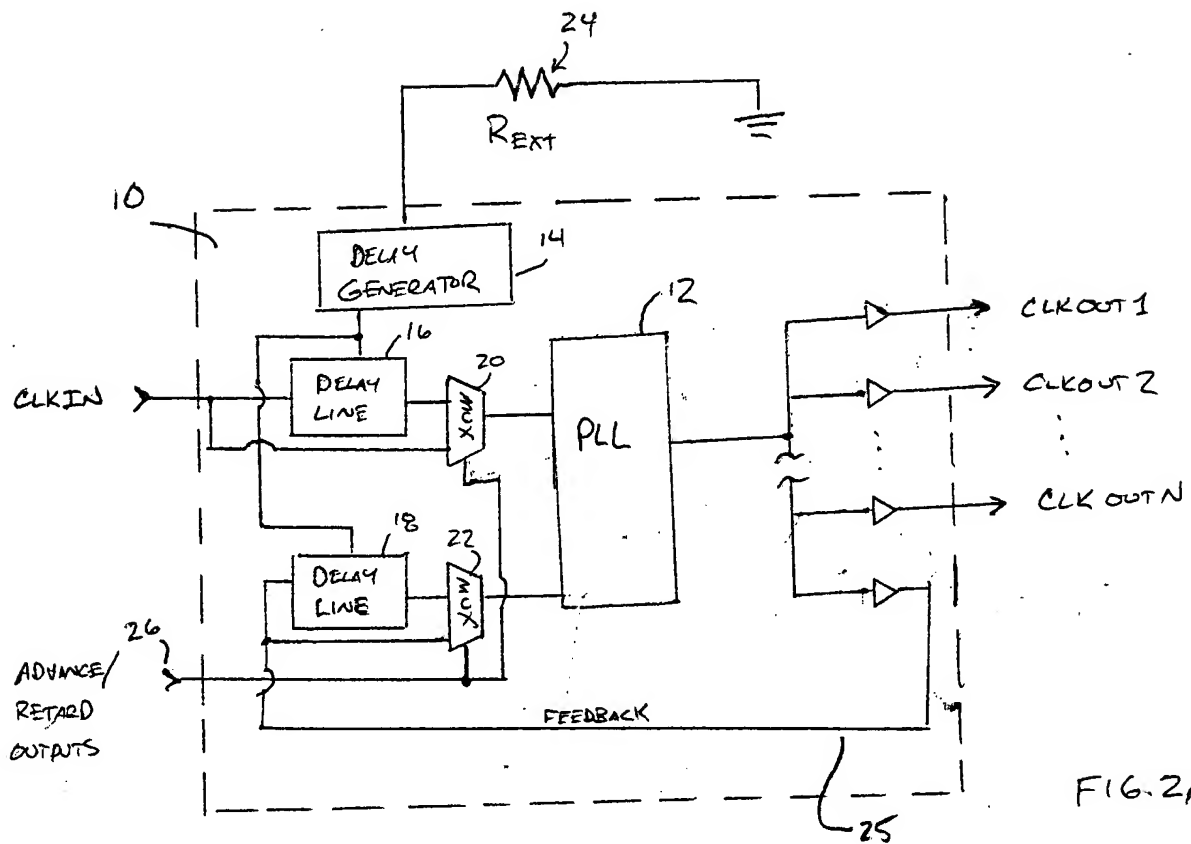 24
REXT
10
DELAY
GENERATOR
14
12
16
20
CLKIN
DELAY
LINE
MUX
PLL
CLKOUT 1
CLKOUT 2
CLK OUT N
18
22
DELAY
LINE
MUX
26
ADVANCE/
RETARD
OUTPUTS
FEEDBACK
25
FIG. 2